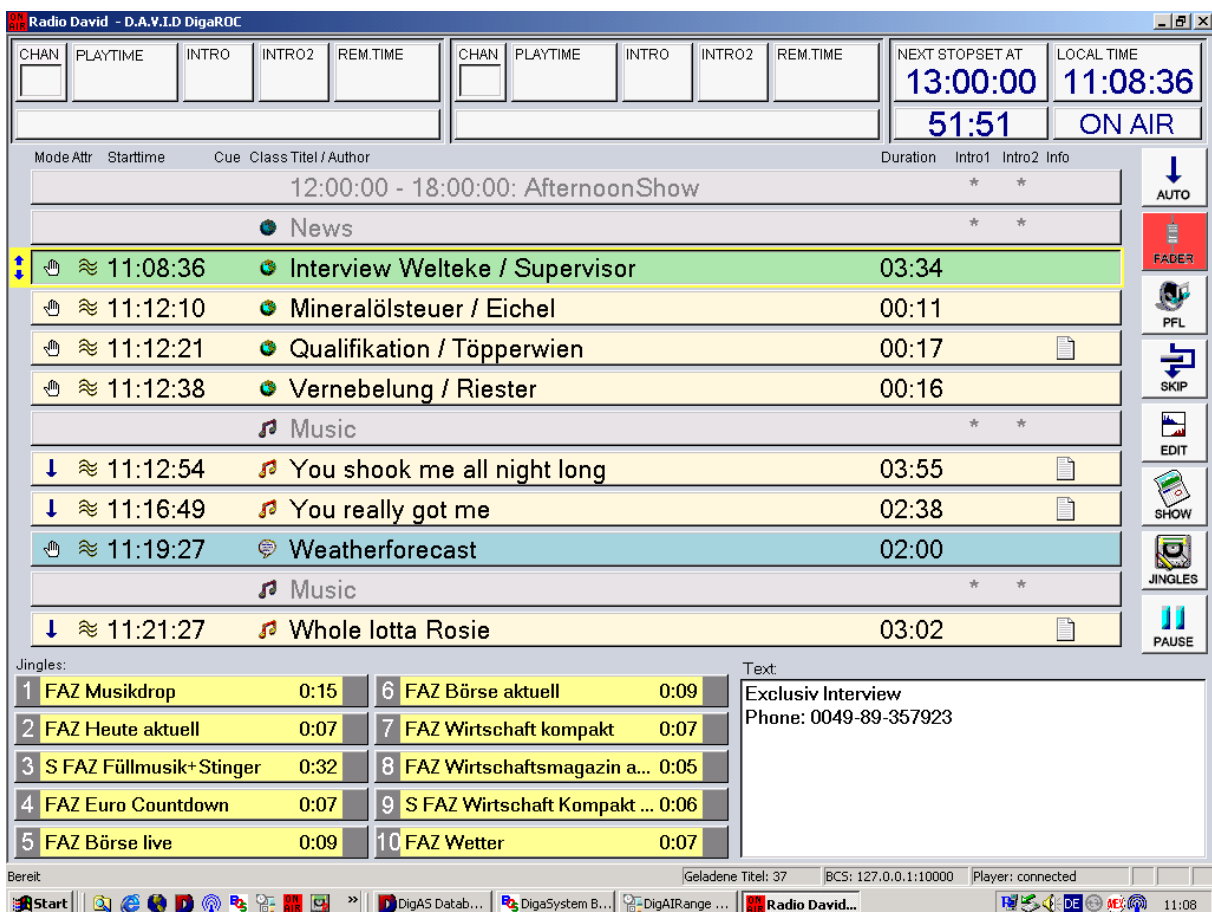 ON AIR Radio David - D.A.V.I.D DigaROC
CHAN PLAYTIME INTRO INTRO2 REM.TIME CHAN PLAYTIME INTRO INTRO2 REM.TIME NEXT STOPSET AT LOCAL TIME
13:00:00 11:08:36
51:51 ON AIR
Mode Attr Starttime Cue Class Titel / Author Duration Intro1 Intro2 Info
12:00:00 - 18:00:00: AfternoonShow * *
AUTO
News * *
FADER
11:08:36 Interview Welteke / Supervisor 03:34
11:12:10 Mineralölsteuer / Eichel 00:11
PFL
11:12:21 Qualifikation / Töpperwien 00:17
11:12:38 Vernebelung / Riester 00:16
SKIP
Music * *
EDIT
11:12:54 You shook me all night long 03:55
11:16:49 You really got me 02:38
SHOW
11:19:27 Weatherforecast 02:00
JINGLES
Music * *
11:21:27 Whole lotta Rosie 03:02
PAUSE
Jingles:
1 FAZ Musikdrop 0:15
2 FAZ Heute aktuell 0:07
3 S FAZ Füllmusik+Stinger 0:32
4 FAZ Euro Countdown 0:07
5 FAZ Börse live 0:09
6 FAZ Börse aktuell 0:09
7 FAZ Wirtschaft kompakt 0:07
8 FAZ Wirtschaftsmagazin a... 0:05
9 S FAZ Wirtschaft Kompakt ... 0:06
10 FAZ Wetter 0:07
Text:
Exclusiv Interview
Phone: 0049-89-357923
Bereit Geladene Titel: 37 BCS: 127.0.0.1:10000 Player: connected
Start » DigAS Datab... DigaSystem B... DigAIRange ... Radio David... DE 11:08